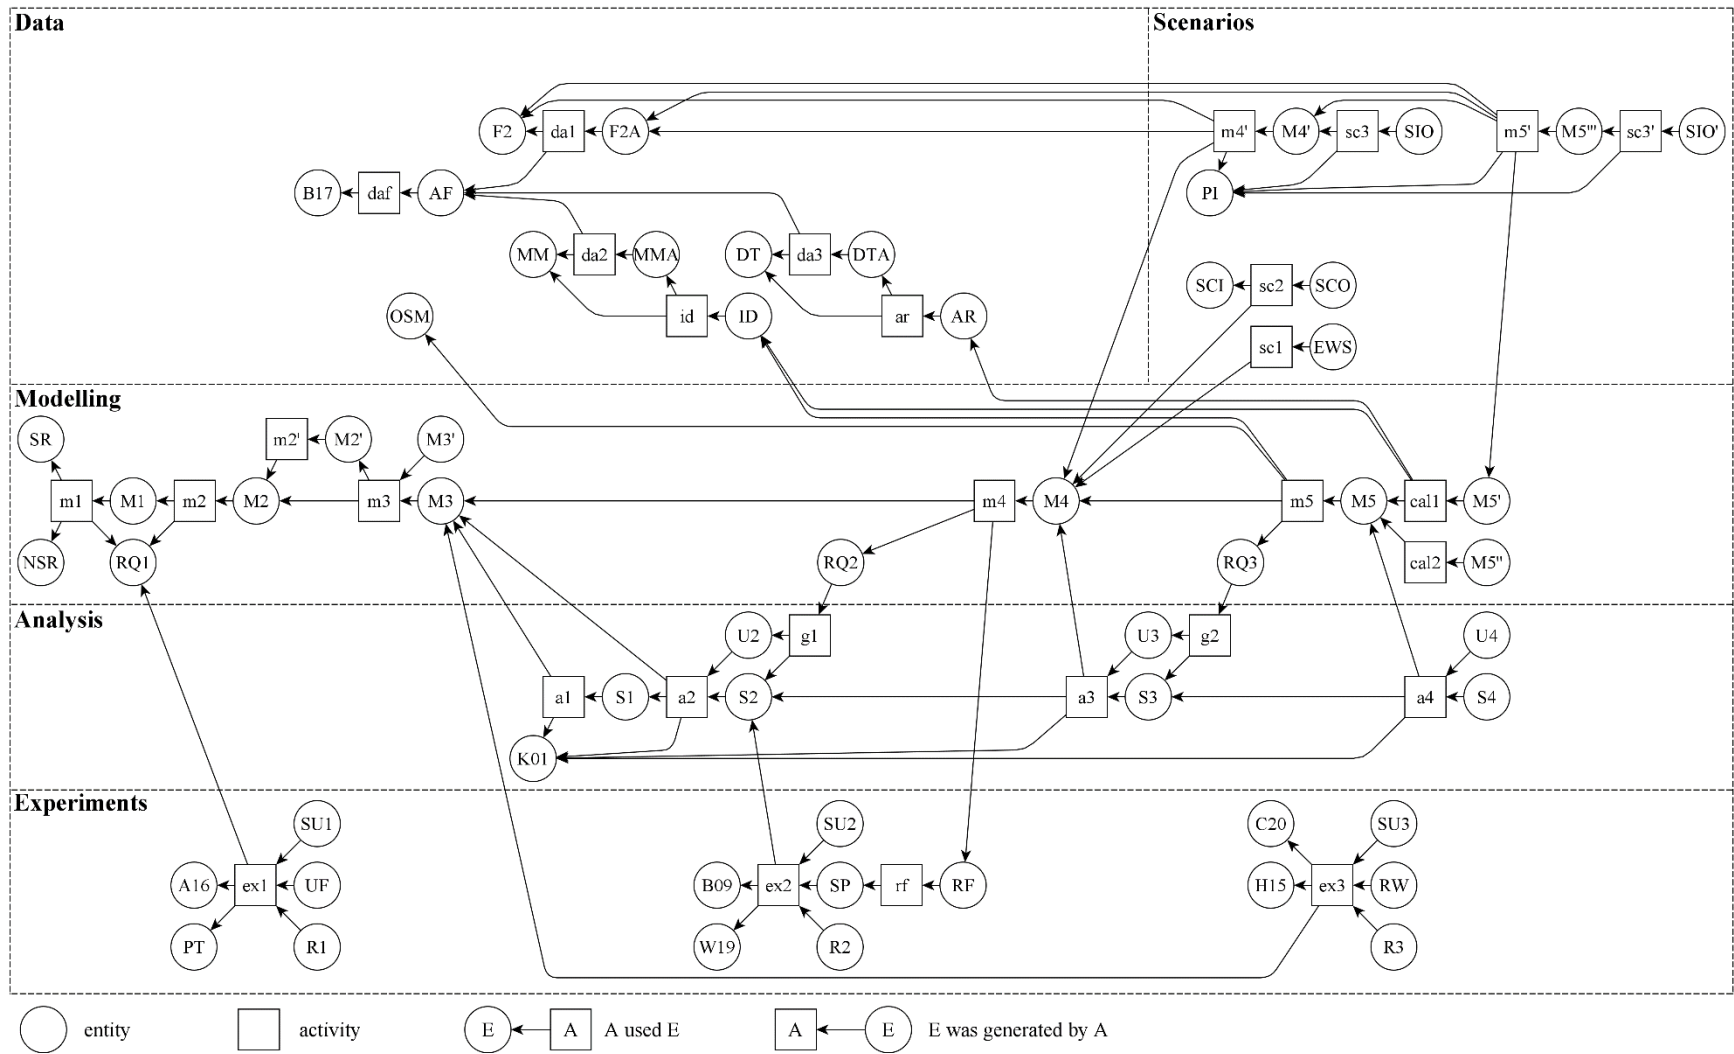 Data
Scenarios
F2 da1 F2A m4' M4' sc3 SIO m5' M5''' sc3' SIO'
B17 daf AF PI
MM da2 MMA DT da3 DTA
SCI sc2 SCO
OSM id ID ar AR
sc1 EWS
Modelling
SR m2' M2' M3'
m1 M1 m2 M2 m3 M3 m4 M4 m5 M5 cal1 M5'
NSR RQ1 RQ2 RQ3 cal2 M5"
Analysis
U2 g1 U3 g2 U4
a1 S1 a2 S2 a3 S3 a4 S4
K01
Experiments
SU1 SU2 C20 SU3
A16 ex1 UF B09 ex2 SP rf RF H15 ex3 RW
PT R1 W19 R2 R3
entity activity E A A used E A E E was generated by A